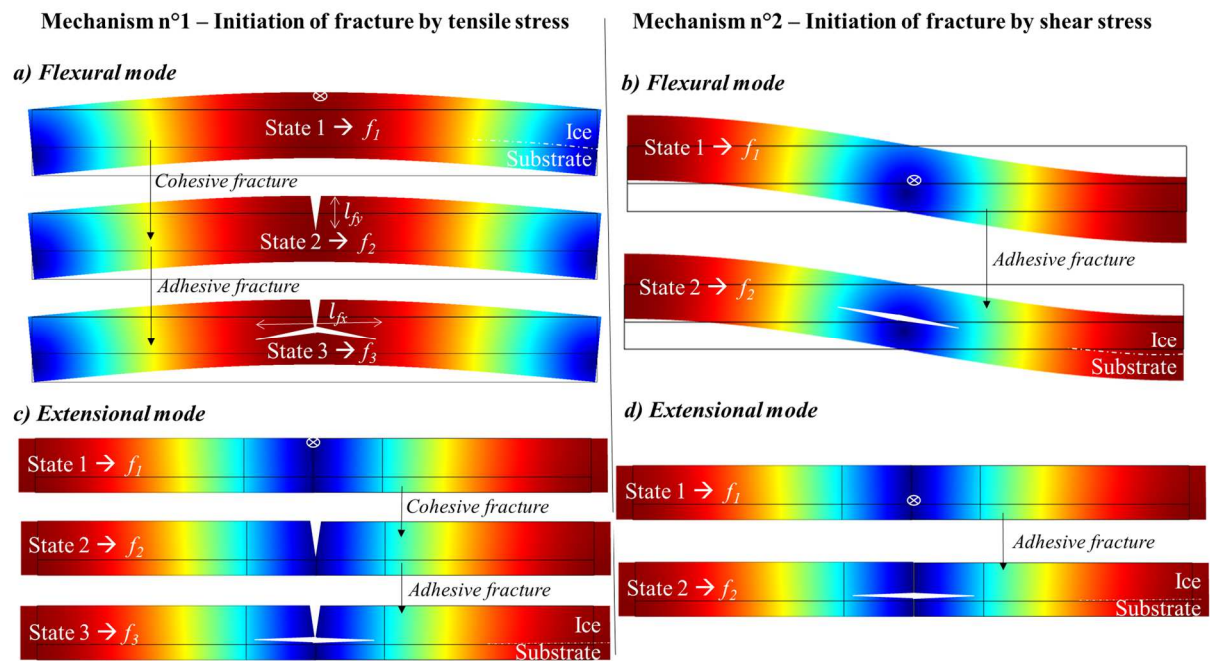 Mechanism n°1 – Initiation of fracture by tensile stress
a) Flexural mode
⊗
State 1 → f1
Ice
Substrate
Cohesive fracture
lfy
State 2 → f2
Adhesive fracture
lfx
State 3 → f3
c) Extensional mode
⊗
State 1 → f1
Cohesive fracture
State 2 → f2
Adhesive fracture
State 3 → f3
Ice
Substrate
Mechanism n°2 – Initiation of fracture by shear stress
b) Flexural mode
State 1 → f1
⊗
Adhesive fracture
State 2 → f2
Ice
Substrate
d) Extensional mode
State 1 → f1
⊗
Adhesive fracture
State 2 → f2
Ice
Substrate